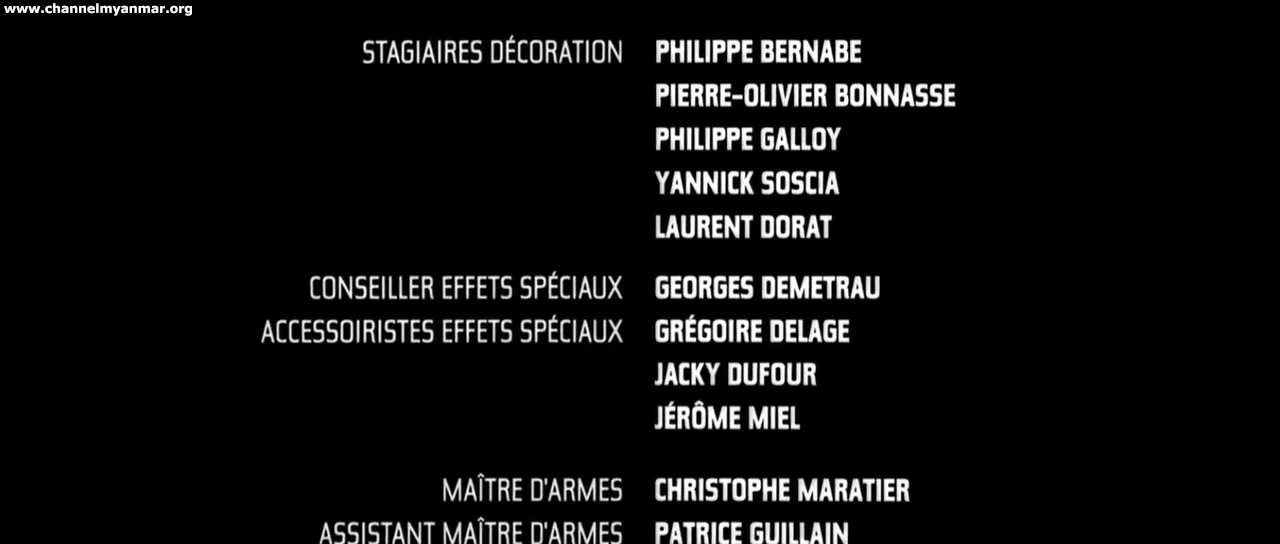 www.channelmyanmar.org
STAGIAIRES DÉCORATION PHILIPPE BERNABE
PIERRE-OLIVIER BONNASSE
PHILIPPE GALLOY
YANNICK SOSCIA
LAURENT DORAT
CONSEILLER EFFETS SPÉCIAUX GEORGES DEMETRAU
ACCESSOIRISTES EFFETS SPÉCIAUX GRÉGOIRE DELAGE
JACKY DUFOUR
JÉRÔME MIEL
MAÎTRE D'ARMES CHRISTOPHE MARATIER
ASSISTANT MAÎTRE D'ARMES PATRICE GUILLAIN